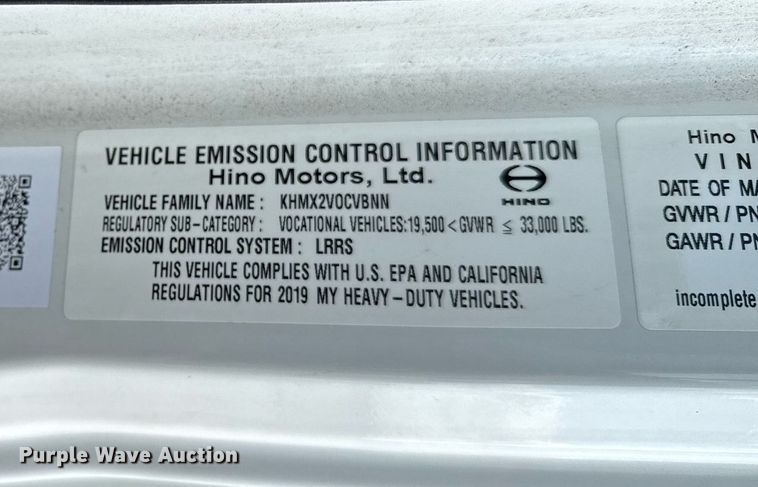 VEHICLE EMISSION CONTROL INFORMATION
Hino Motors, Ltd.
HINO
VEHICLE FAMILY NAME : KHMX2VOCVBNN
REGULATORY SUB-CATEGORY : VOCATIONAL VEHICLES:19,500 < GVWR ≦ 33,000 LBS.
EMISSION CONTROL SYSTEM : LRRS
THIS VEHICLE COMPLIES WITH U.S. EPA AND CALIFORNIA
REGULATIONS FOR 2019 MY HEAVY-DUTY VEHICLES.
Hino M
VIN
DATE OF MA
GVWR / PN
GAWR / PN
incomplete
Purple Wave Auction